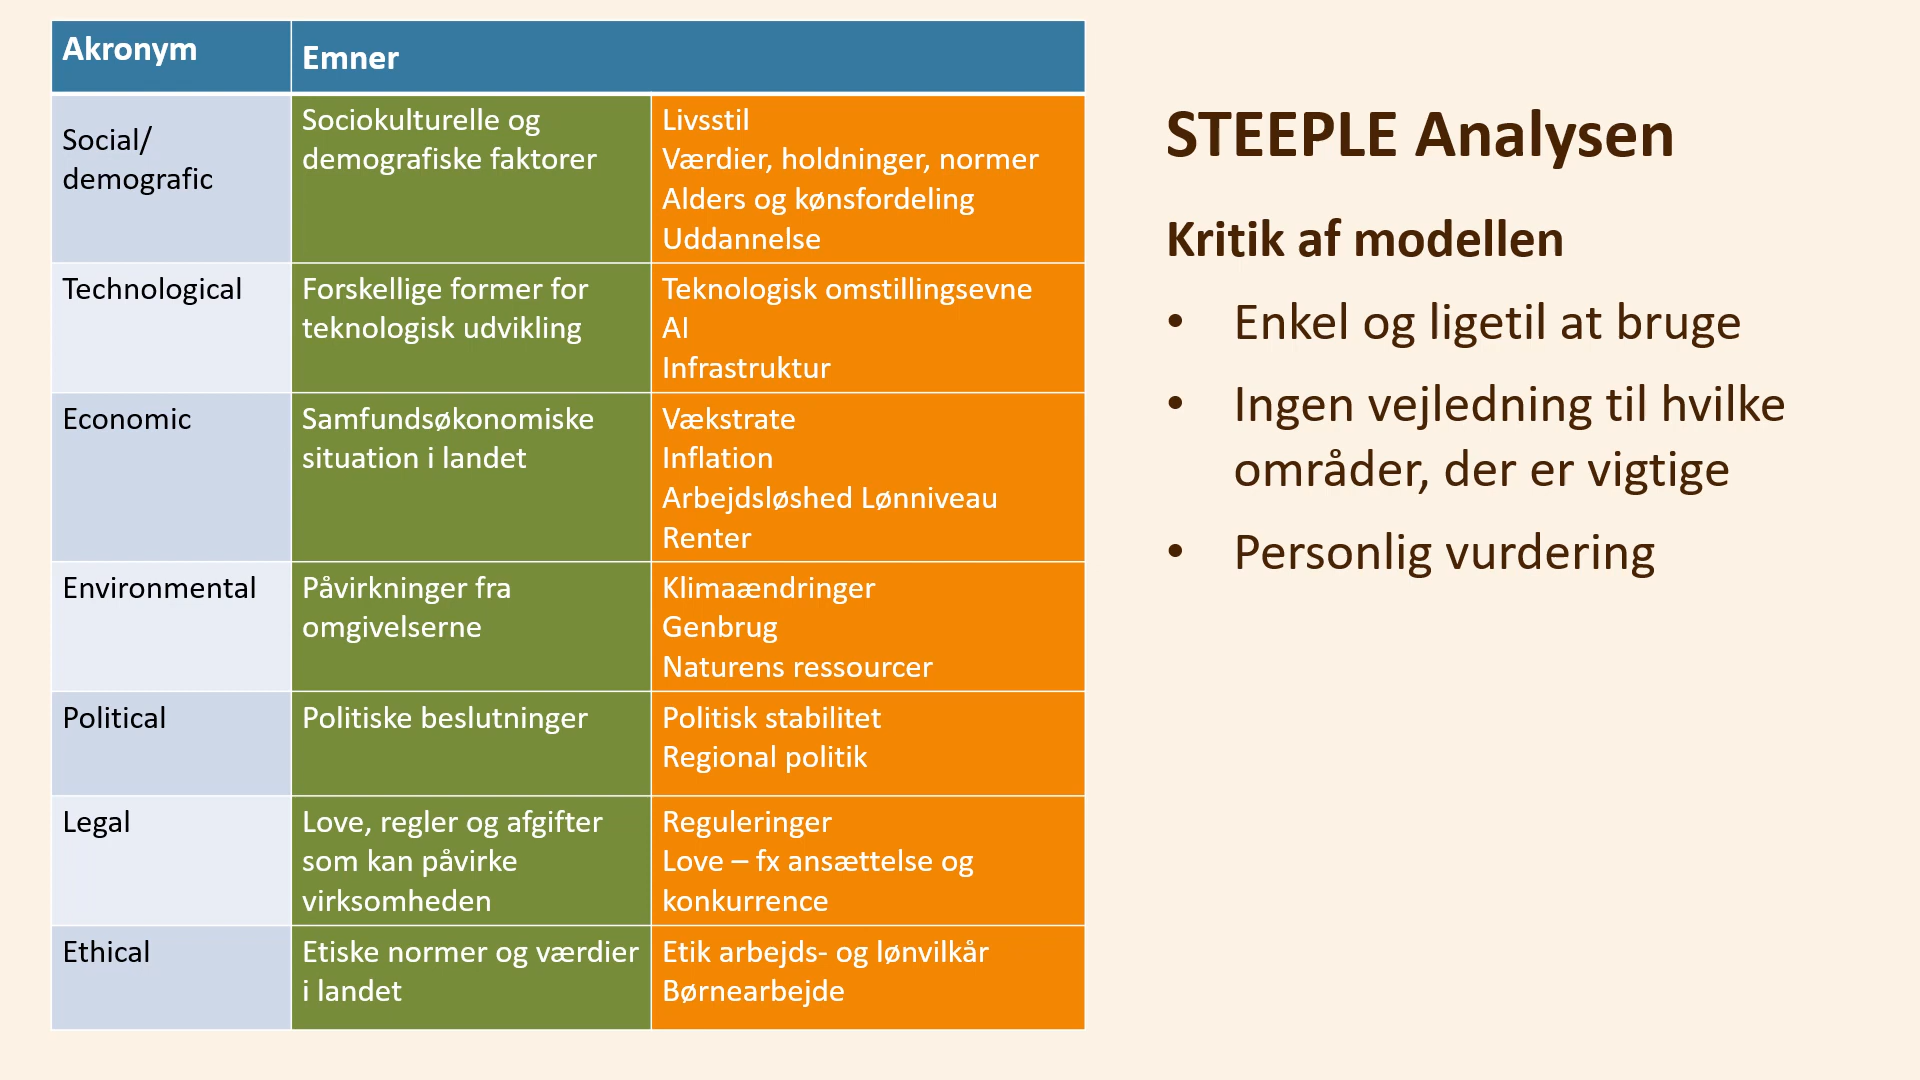 Akronym
Emner
Social/
demografic
Sociokulturelle og
demografiske faktorer
Livsstil
Værdier, holdninger, normer
Alders og kønsfordeling
Uddannelse
Technological
Forskellige former for
teknologisk udvikling
Teknologisk omstillingsevne
AI
Infrastruktur
Economic
Samfundsøkonomiske
situation i landet
Vækstrate
Inflation
Arbejdsløshed Lønniveau
Renter
Environmental
Påvirkninger fra
omgivelserne
Klimaændringer
Genbrug
Naturens ressourcer
Political
Politiske beslutninger
Politisk stabilitet
Regional politik
Legal
Love, regler og afgifter
som kan påvirke
virksomheden
Reguleringer
Love – fx ansættelse og
konkurrence
Ethical
Etiske normer og værdier
i landet
Etik arbejds- og lønvilkår
Børnearbejde
STEEPLE Analysen
Kritik af modellen
• Enkel og ligetil at bruge
• Ingen vejledning til hvilke
områder, der er vigtige
• Personlig vurdering